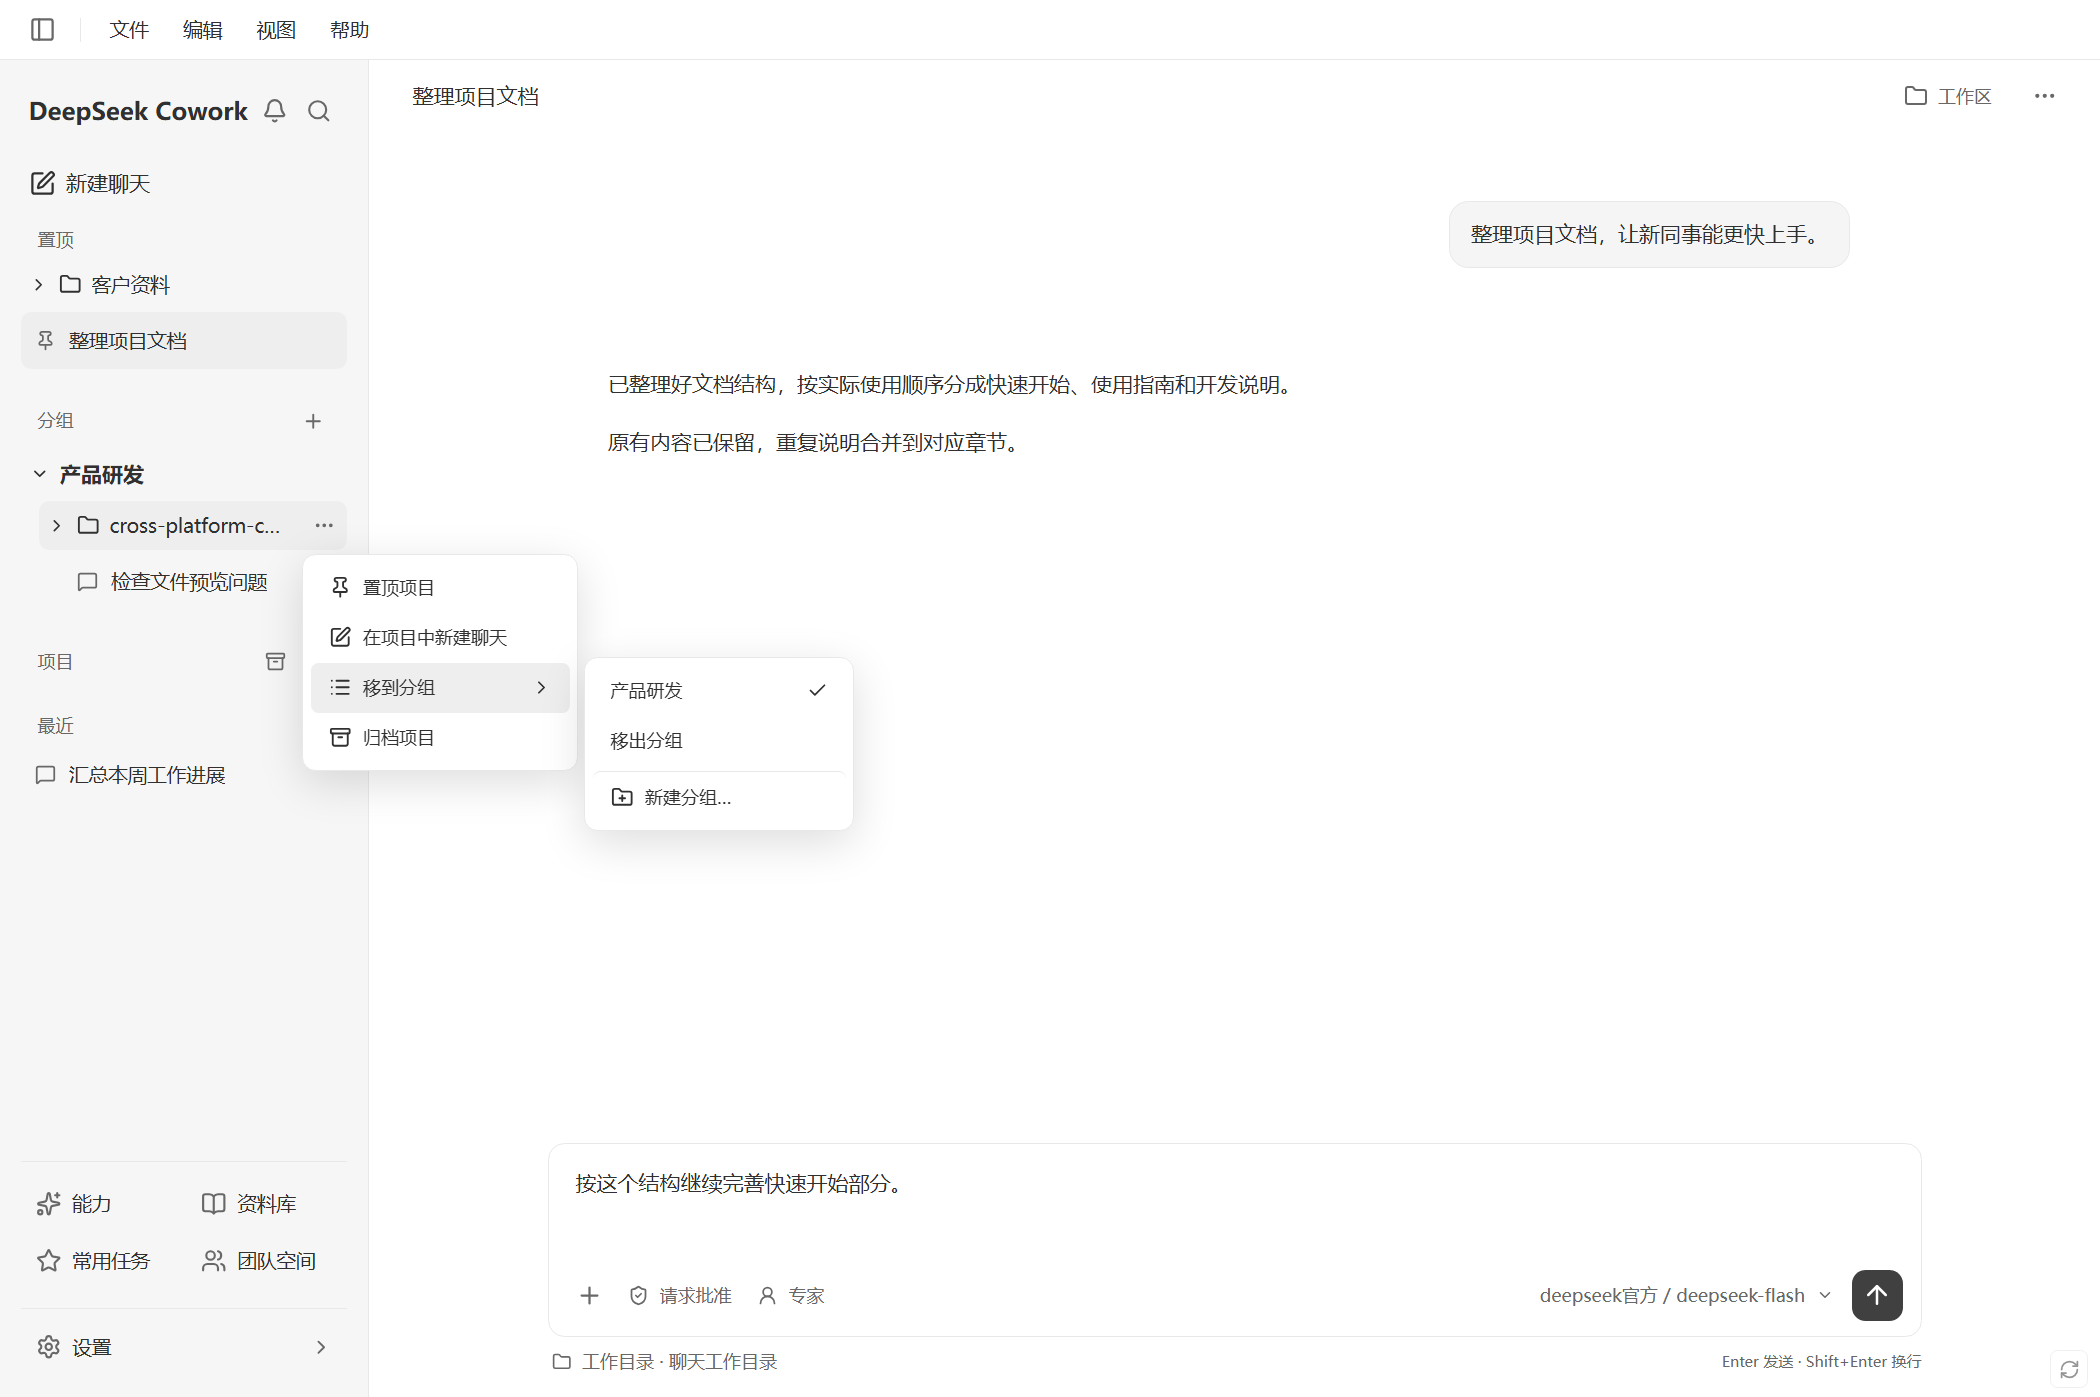 文件 编辑 视图 帮助
DeepSeek Cowork
新建聊天
置顶
客户资料
整理项目文档
分组
产品研发
cross-platform-c...
检查文件预览问题
项目
最近
汇总本周工作进展
能力 资料库
常用任务 团队空间
设置
置顶项目
在项目中新建聊天
移到分组
归档项目
产品研发
移出分组
新建分组...
整理项目文档
工作区
整理项目文档，让新同事能更快上手。
已整理好文档结构，按实际使用顺序分成快速开始、使用指南和开发说明。
原有内容已保留，重复说明合并到对应章节。
按这个结构继续完善快速开始部分。
请求批准 专家
deepseek官方 / deepseek-flash
工作目录 · 聊天工作目录
Enter 发送 · Shift+Enter 换行